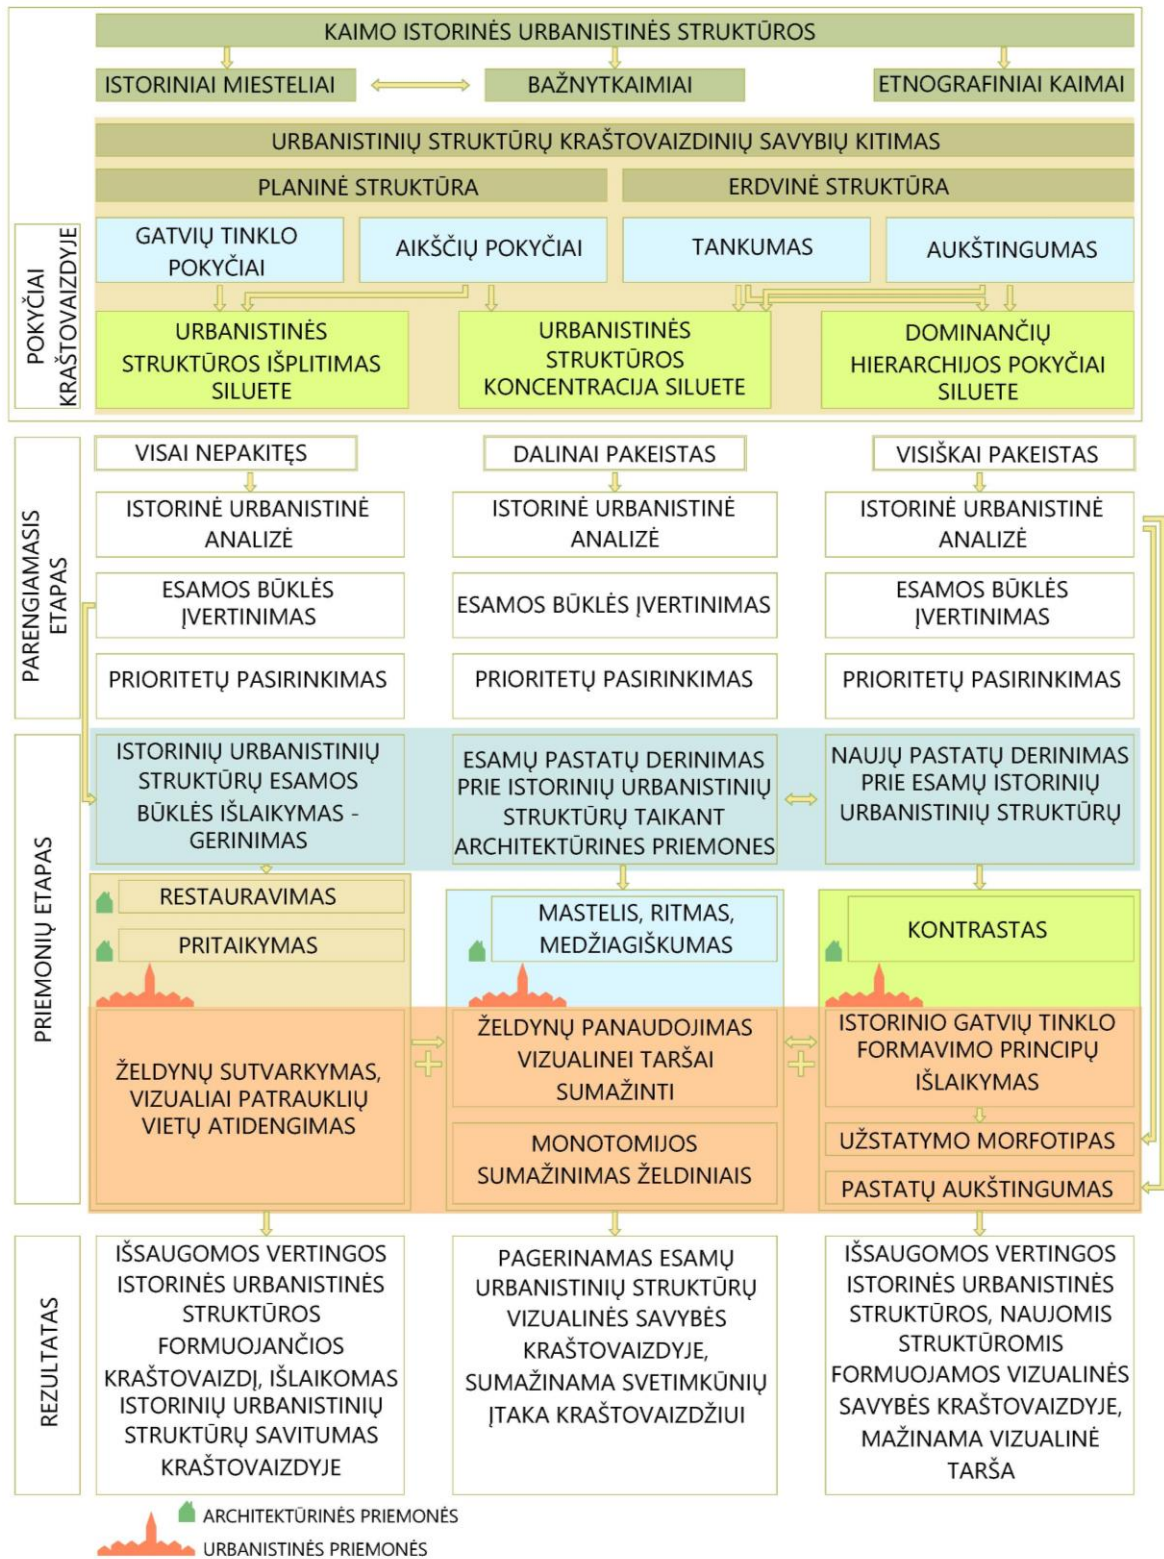 KAIMO ISTORINĖS URBANISTINĖS STRUKTŪROS
ISTORINIAI MIESTELIAI
BAŽNYTKAIMIAI
ETNOGRAFINIAI KAIMAI
URBANISTINIŲ STRUKTŪRŲ KRAŠTOVAIZDINIŲ SAVYBIŲ KITIMAS
PLANINĖ STRUKTŪRA
ERDVINĖ STRUKTŪRA
POKYČIAI
KRAŠTOVAIZDYJE
GATVIŲ TINKLO
POKYČIAI
AIKŠČIŲ POKYČIAI
TANKUMAS
AUKŠTINGUMAS
URBANISTINĖS
STRUKTŪROS IŠPLITIMAS
SILUETE
URBANISTINĖS
STRUKTŪROS
KONCENTRACIJA SILUETE
DOMINANČIŲ
HIERARCHIJOS POKYČIAI
SILUETE
PARENGIAMASIS
ETAPAS
VISAI NEPAKITĘS
DALINAI PAKEISTAS
VISIŠKAI PAKEISTAS
ISTORINĖ URBANISTINĖ
ANALIZĖ
ISTORINĖ URBANISTINĖ
ANALIZĖ
ISTORINĖ URBANISTINĖ
ANALIZĖ
ESAMOS BŪKLĖS
ĮVERTINIMAS
ESAMOS BŪKLĖS ĮVERTINIMAS
ESAMOS BŪKLĖS
ĮVERTINIMAS
PRIORITETŲ PASIRINKIMAS
PRIORITETŲ PASIRINKIMAS
PRIORITETŲ PASIRINKIMAS
PRIEMONIŲ ETAPAS
ISTORINIŲ URBANISTINIŲ
STRUKTŪRŲ ESAMOS
BŪKLĖS IŠLAIKYMAS -
GERINIMAS
ESAMŲ PASTATŲ DERINIMAS
PRIE ISTORINIŲ URBANISTINIŲ
STRUKTŪRŲ TAIKANT
ARCHITEKTŪRINES PRIEMONES
NAUJŲ PASTATŲ DERINIMAS
PRIE ESAMŲ ISTORINIŲ
URBANISTINIŲ STRUKTŪRŲ
RESTAURAVIMAS
PRITAIKYMAS
MASTELIS, RITMAS,
MEDŽIAGIŠKUMAS
KONTRASTAS
ŽELDYNŲ SUTVARKYMAS,
VIZUALIAI PATRAUKLIŲ
VIETŲ ATIDENGIMAS
ŽELDYNŲ PANAUDOJIMAS
VIZUALINEI TARŠAI
SUMAŽINTI
MONOTOMIJOS
SUMAŽINIMAS ŽELDINIAIS
ISTORINIO GATVIŲ TINKLO
FORMAVIMO PRINCIPŲ
IŠLAIKYMAS
UŽSTATYMO MORFOTIPAS
PASTATŲ AUKŠTINGUMAS
REZULTATAS
IŠSAUGOMOS VERTINGOS
ISTORINĖS URBANISTINĖS
STRUKTŪROS
FORMUOJANČIOS
KRAŠTOVAIZDĮ, IŠLAIKOMAS
ISTORINIŲ URBANISTINIŲ
STRUKTŪRŲ SAVITUMAS
KRAŠTOVAIZDYJE
PAGERINAMAS ESAMŲ
URBANISTINIŲ STRUKTŪRŲ
VIZUALINĖS SAVYBĖS
KRAŠTOVAIZDYJE,
SUMAŽINAMA SVETIMKŪNIŲ
ĮTAKA KRAŠTOVAIZDŽIUI
IŠSAUGOMOS VERTINGOS
ISTORINĖS URBANISTINĖS
STRUKTŪROS, NAUJOMIS
STRUKTŪROMIS
FORMUOJAMOS VIZUALINĖS
SAVYBĖS KRAŠTOVAIZDYJE,
MAŽINAMA VIZUALINĖ
TARŠA
ARCHITEKTŪRINĖS PRIEMONĖS
URBANISTINĖS PRIEMONĖS